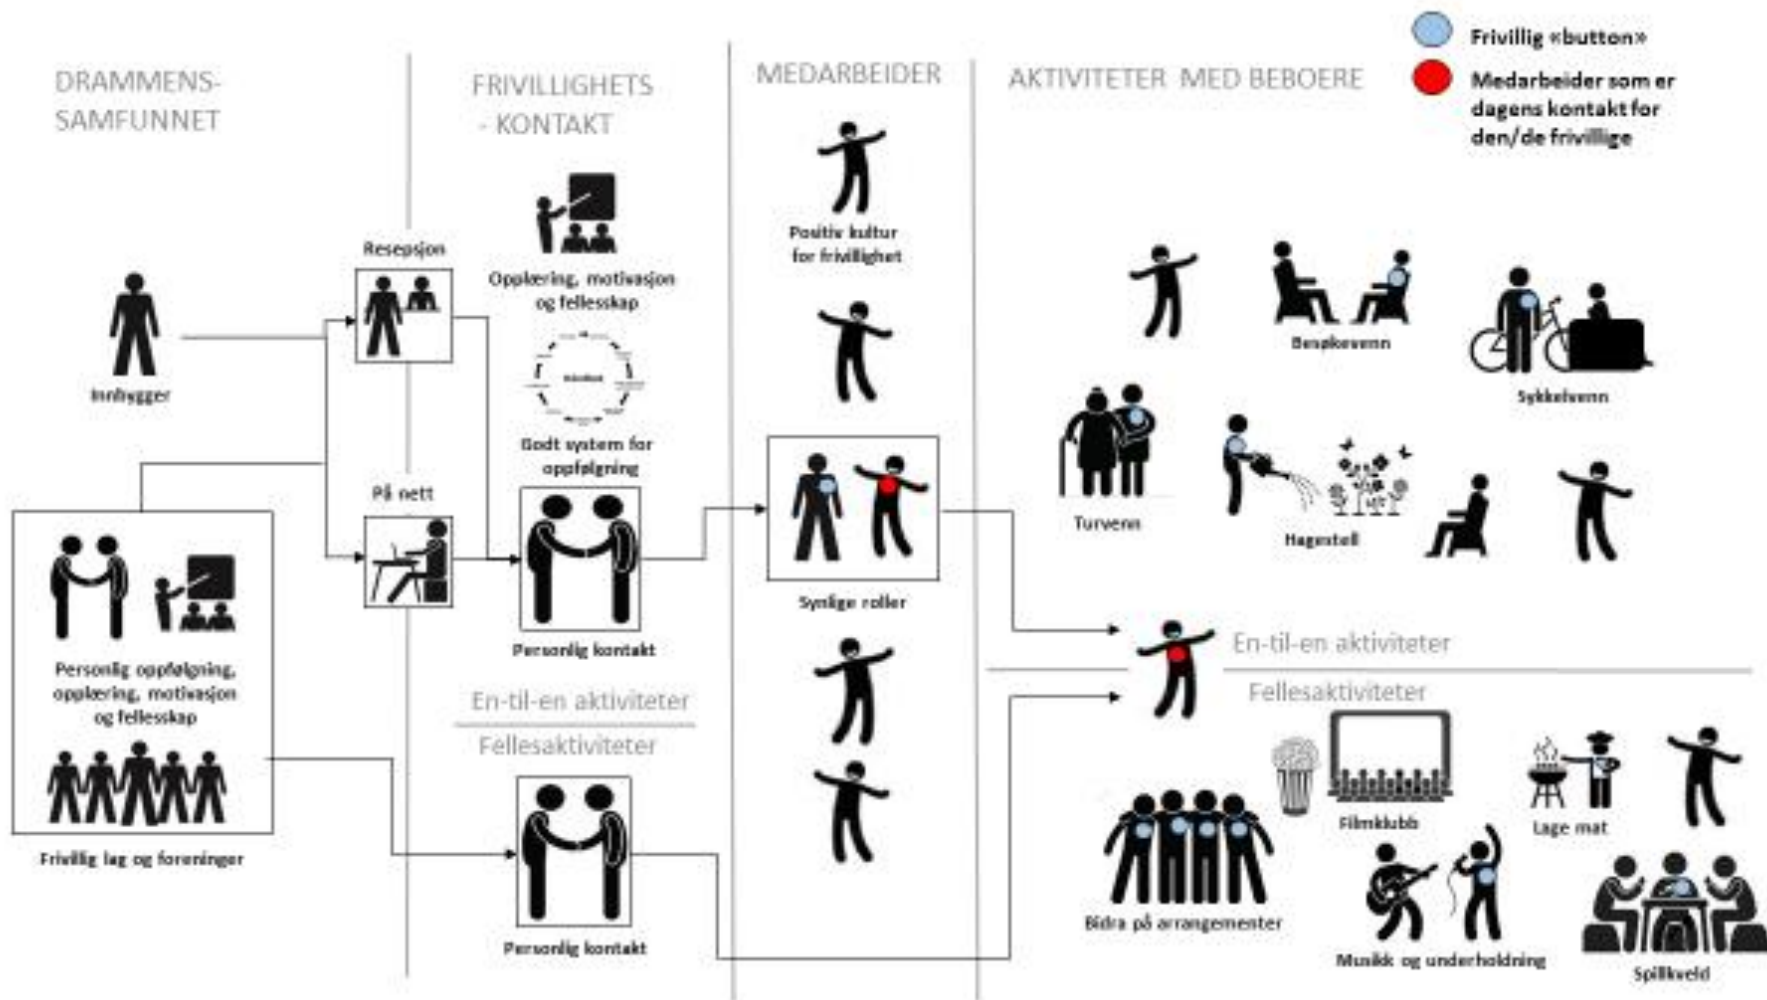 DRAMMENS-
SAMFUNNET
Innbygger
Personlig oppfølgning,
opplæring, motivasjon
og fellesskap
Frivillig lag og foreninger
Resepsjon
På nett
FRIVILLIGHETS
- KONTAKT
Opplæring, motivasjon
og fellesskap
Godt system for
oppfølgning
Personlig kontakt
En-til-en aktiviteter
Fellesaktiviteter
Personlig kontakt
MEDARBEIDER
Positiv kultur
for frivillighet
Synlige roller
AKTIVITETER MED BEBOERE
Frivillig «button»
Medarbeider som er
dagens kontakt for
den/de frivillige
Besøkevenn
Sykkelvenn
Turvenn
Hagestell
En-til-en aktiviteter
Fellesaktiviteter
Filmklubb
Lage mat
Bidra på arrangementer
Musikk og underholdning
Spillkveld